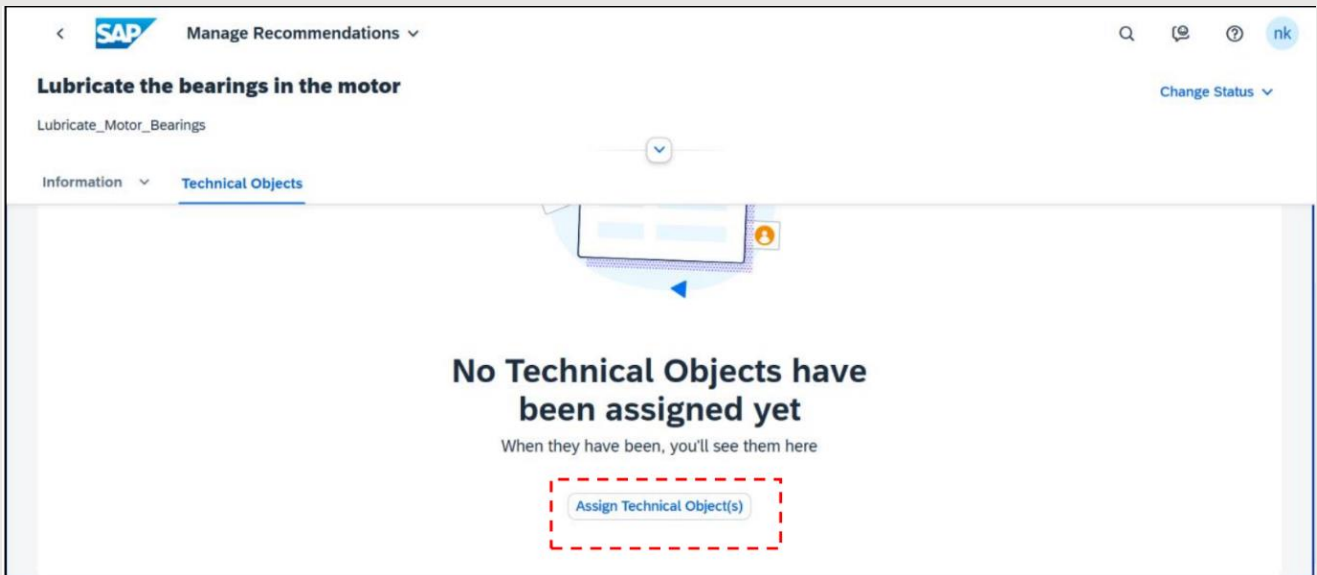 SAP Manage Recommendations nk
Lubricate the bearings in the motor
Change Status
Lubricate_Motor_Bearings
Information Technical Objects
No Technical Objects have
been assigned yet
When they have been, you'll see them here
Assign Technical Object(s)